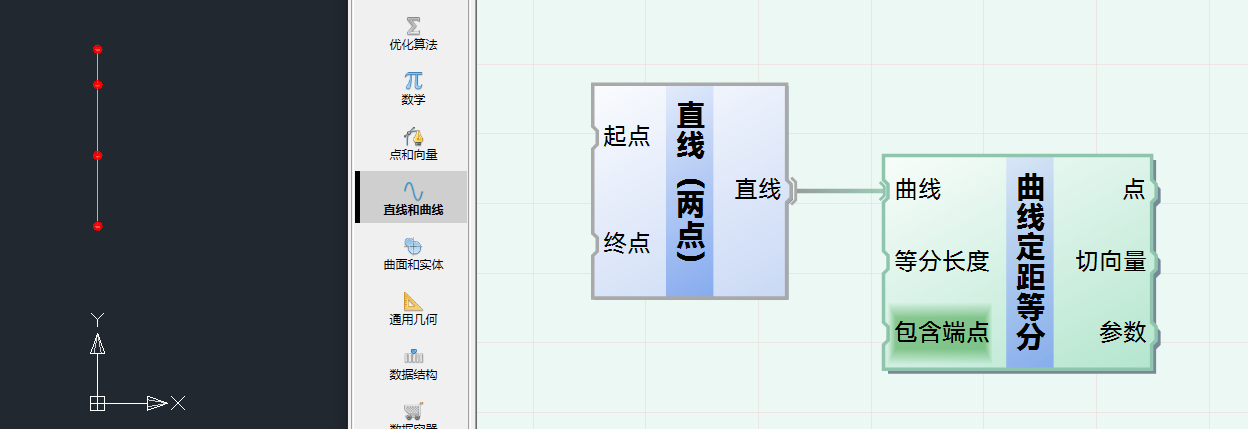 Y
X
优化算法
数学
点和向量
直线和曲线
曲面和实体
通用几何
数据结构
数据容器
起点
终点
直线（两点）
直线
曲线
等分长度
包含端点
曲线定距等分
点
切向量
参数